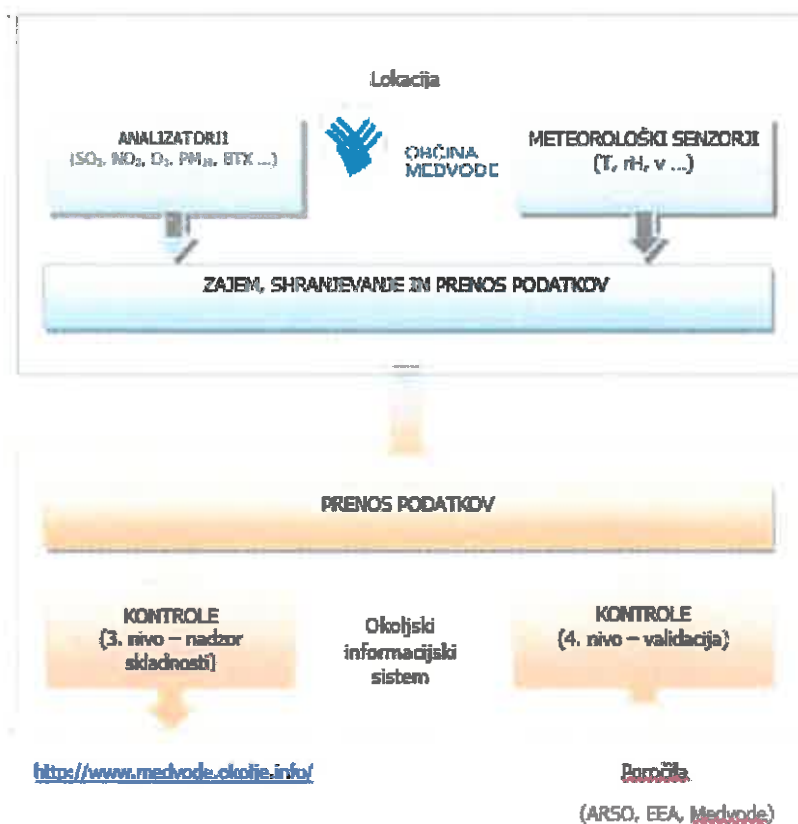 Lokacija
ANALIZATORJI
(SO₂, NO₂, O₃, PM₁₀, BTX ...)
OBČINA
MEDVODE
METEOROLOŠKI SENZORJI
(T, rH, v ...)
ZAJEM, SHRANJEVANJE IN PRENOS PODATKOV
PRENOS PODATKOV
KONTROLE
(3. nivo – nadzor
skladnosti)
Okoljski
informacijski
sistem
KONTROLE
(4. nivo – validacija)
http://www.medvode.okolje.info/
Poročila
(ARSO, EEA, Medvode)